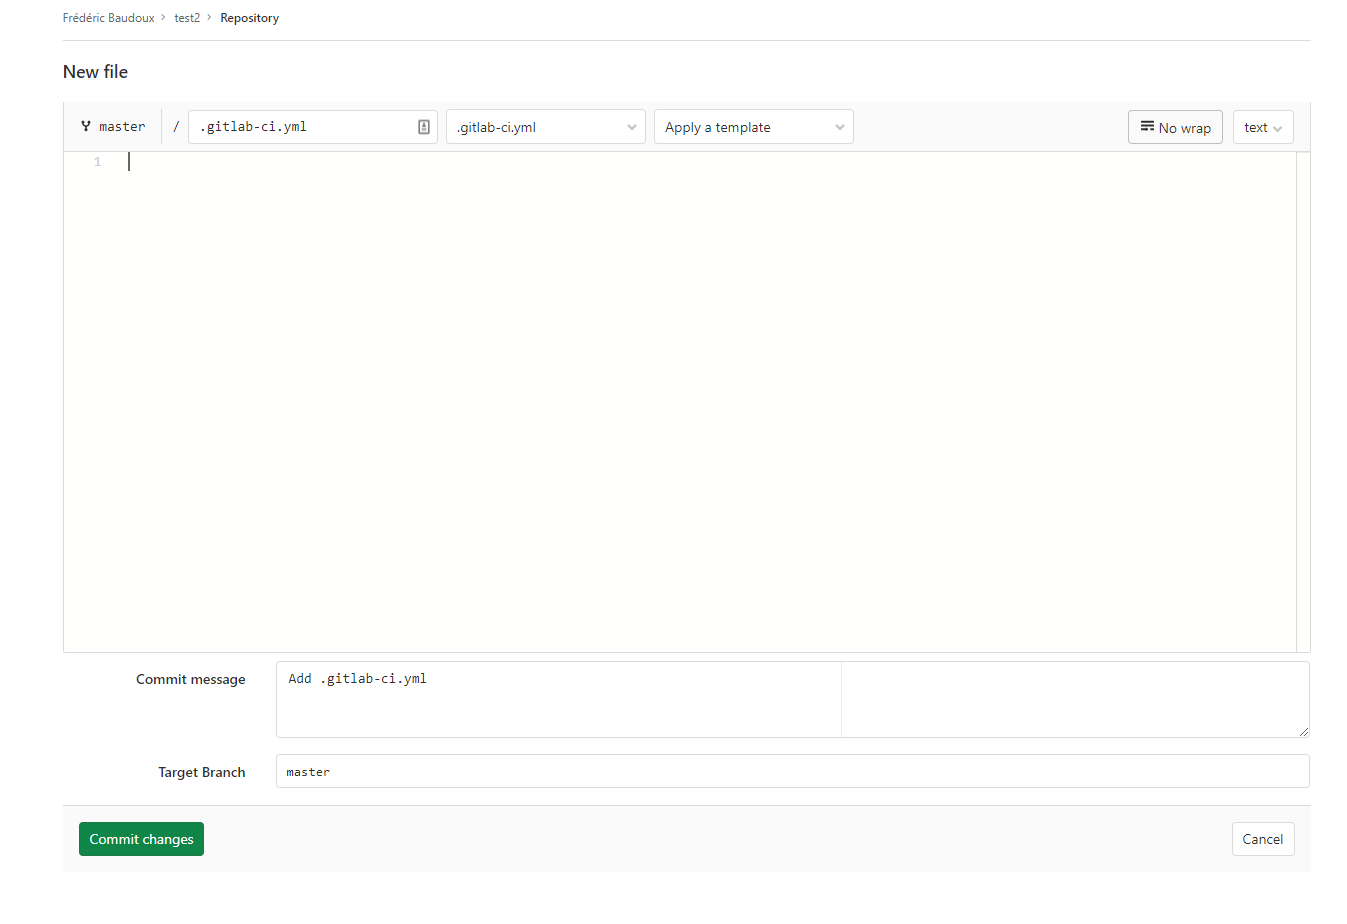 Frédéric Baudoux > test2 > Repository
New file
master / .gitlab-ci.yml .gitlab-ci.yml Apply a template No wrap text
1
Commit message Add .gitlab-ci.yml
Target Branch master
Commit changes Cancel